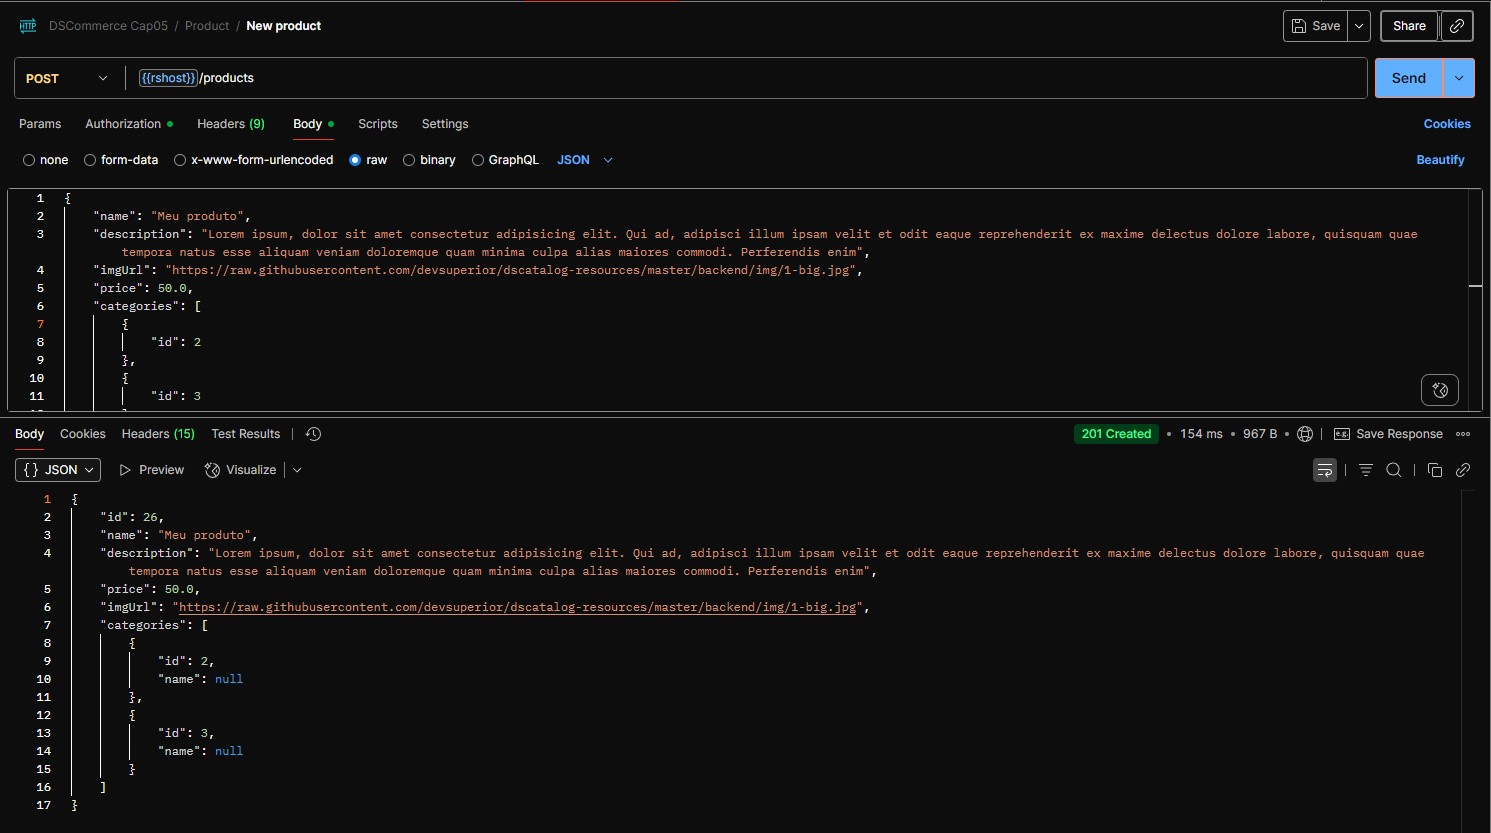 HTTP DSCommerce Cap05 / Product / New product Save Share
POST {{rshost}}/products Send
Params Authorization Headers (9) Body Scripts Settings Cookies
none form-data x-www-form-urlencoded raw binary GraphQL JSON Beautify
1 {
2 "name": "Meu produto",
3 "description": "Lorem ipsum, dolor sit amet consectetur adipisicing elit. Qui ad, adipisci illum ipsam velit et odit eaque reprehenderit ex maxime delectus dolore labore, quisquam quae
tempora natus esse aliquam veniam doloremque quam minima culpa alias maiores commodi. Perferendis enim",
4 "imgUrl": "https://raw.githubusercontent.com/devsuperior/dscatalog-resources/master/backend/img/1-big.jpg",
5 "price": 50.0,
6 "categories": [
7 {
8 "id": 2
9 },
10 {
11 "id": 3
Body Cookies Headers (15) Test Results 201 Created • 154 ms • 967 B • e.g. Save Response
{} JSON Preview Visualize
1 {
2 "id": 26,
3 "name": "Meu produto",
4 "description": "Lorem ipsum, dolor sit amet consectetur adipisicing elit. Qui ad, adipisci illum ipsam velit et odit eaque reprehenderit ex maxime delectus dolore labore, quisquam quae
tempora natus esse aliquam veniam doloremque quam minima culpa alias maiores commodi. Perferendis enim",
5 "price": 50.0,
6 "imgUrl": "https://raw.githubusercontent.com/devsuperior/dscatalog-resources/master/backend/img/1-big.jpg",
7 "categories": [
8 {
9 "id": 2,
10 "name": null
11 },
12 {
13 "id": 3,
14 "name": null
15 }
16 ]
17 }